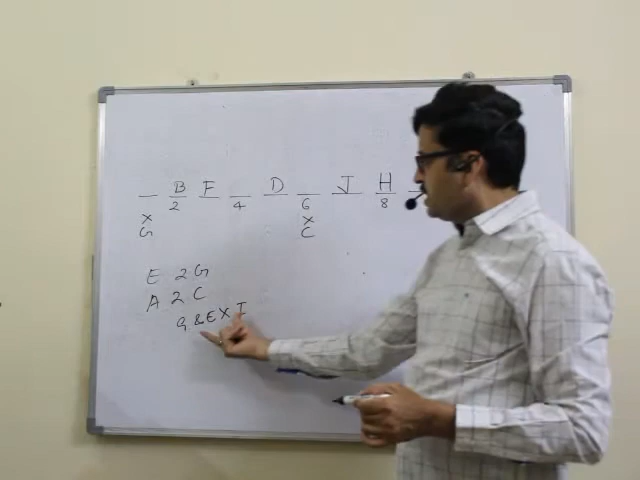 _ B F _ D _ J H _
2 4 6 8
X X
G C
E 2 G
A 2 C
G & E X I